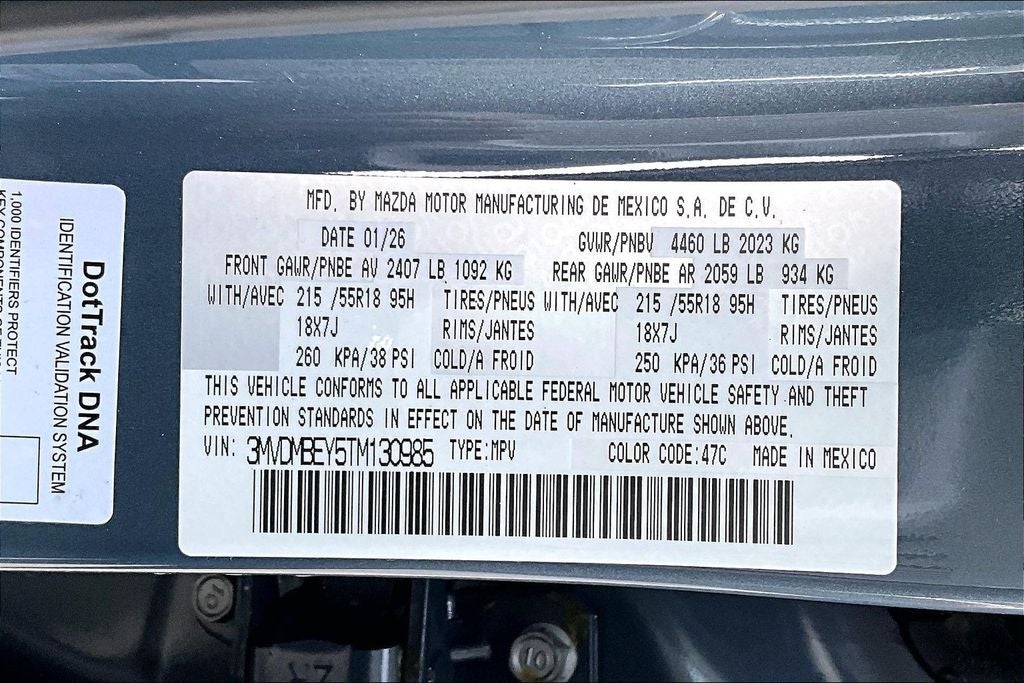 MFD. BY MAZDA MOTOR MANUFACTURING DE MEXICO S.A. DE C.V.
DATE 01/26 GVWR/PNBV 4460 LB 2023 KG
FRONT GAWR/PNBE AV 2407 LB 1092 KG REAR GAWR/PNBE AR 2059 LB 934 KG
WITH/AVEC 215 /55R18 95H TIRES/PNEUS WITH/AVEC 215 /55R18 95H TIRES/PNEUS
18X7J RIMS/JANTES 18X7J RIMS/JANTES
260 KPA/38 PSI COLD/A FROID 250 KPA/36 PSI COLD/A FROID
THIS VEHICLE CONFORMS TO ALL APPLICABLE FEDERAL MOTOR VEHICLE SAFETY AND THEFT
PREVENTION STANDARDS IN EFFECT ON THE DATE OF MANUFACTURE SHOWN ABOVE.
VIN: 3MVDMBEY5TM130985 TYPE:MPV COLOR CODE:47C MADE IN MEXICO
DotTrack DNA
IDENTIFICATION VALIDATION SYSTEM
1,000 IDENTIFIERS PROTECT
KEY COMPONENTS OF
10